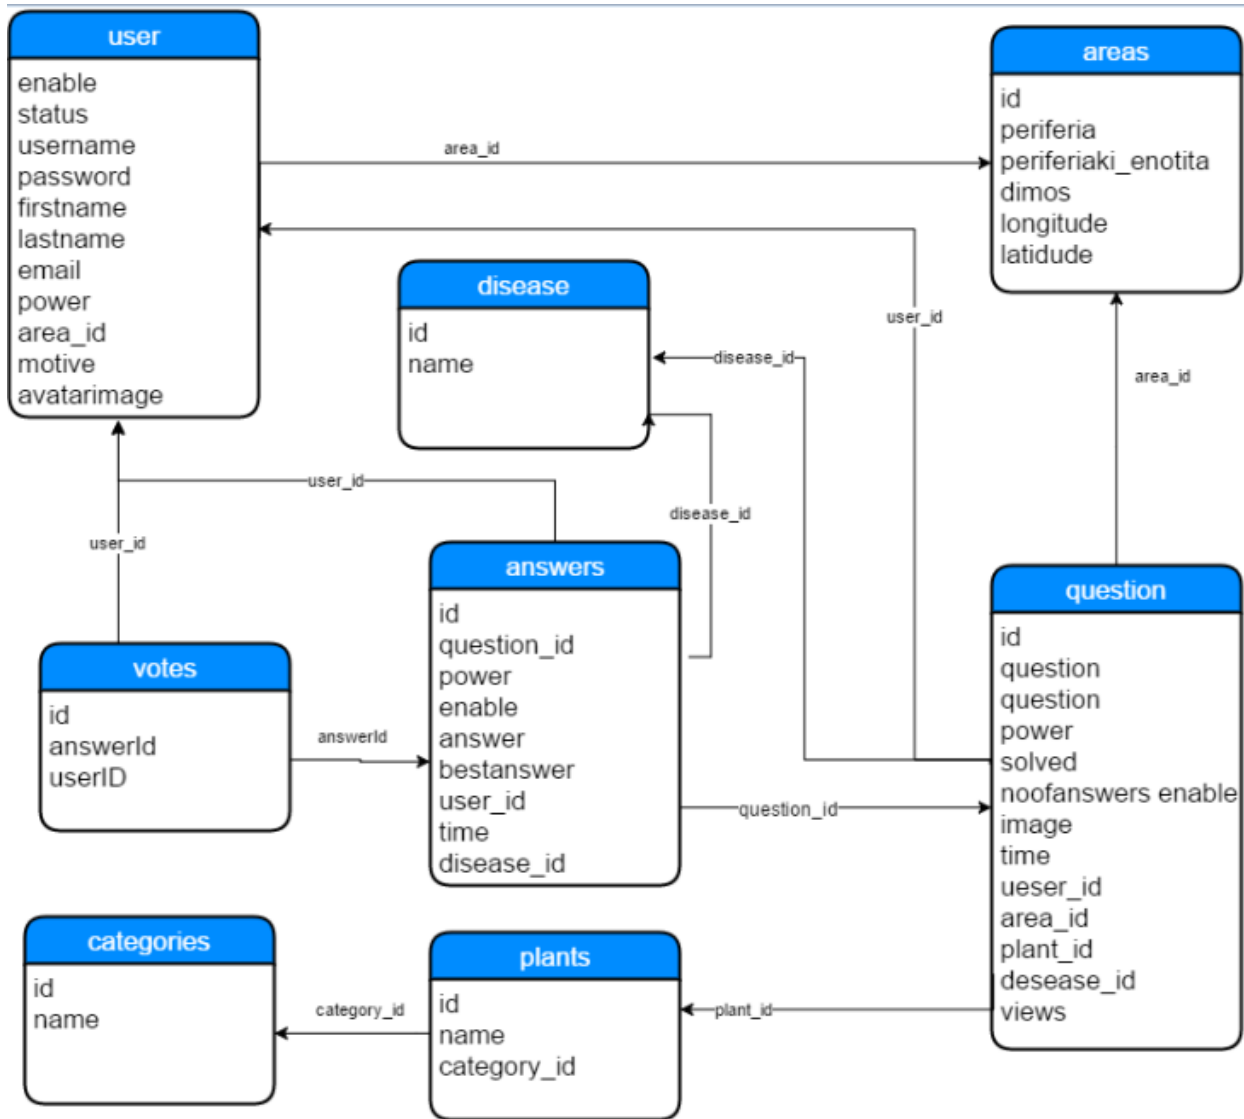 user
enable
status
username
password
firstname
lastname
email
power
area_id
motive
avatarimage
area_id
areas
id
periferia
periferiaki_enotita
dimos
longitude
latidude
disease
id
name
user_id
disease_id
area_id
user_id
disease_id
user_id
answers
id
question_id
power
enable
answer
bestanswer
user_id
time
disease_id
question
id
question
question
power
solved
noofanswers enable
image
time
ueser_id
area_id
plant_id
desease_id
views
votes
id
answerId
userID
answerId
question_id
categories
id
name
category_id
plants
id
name
category_id
plant_id